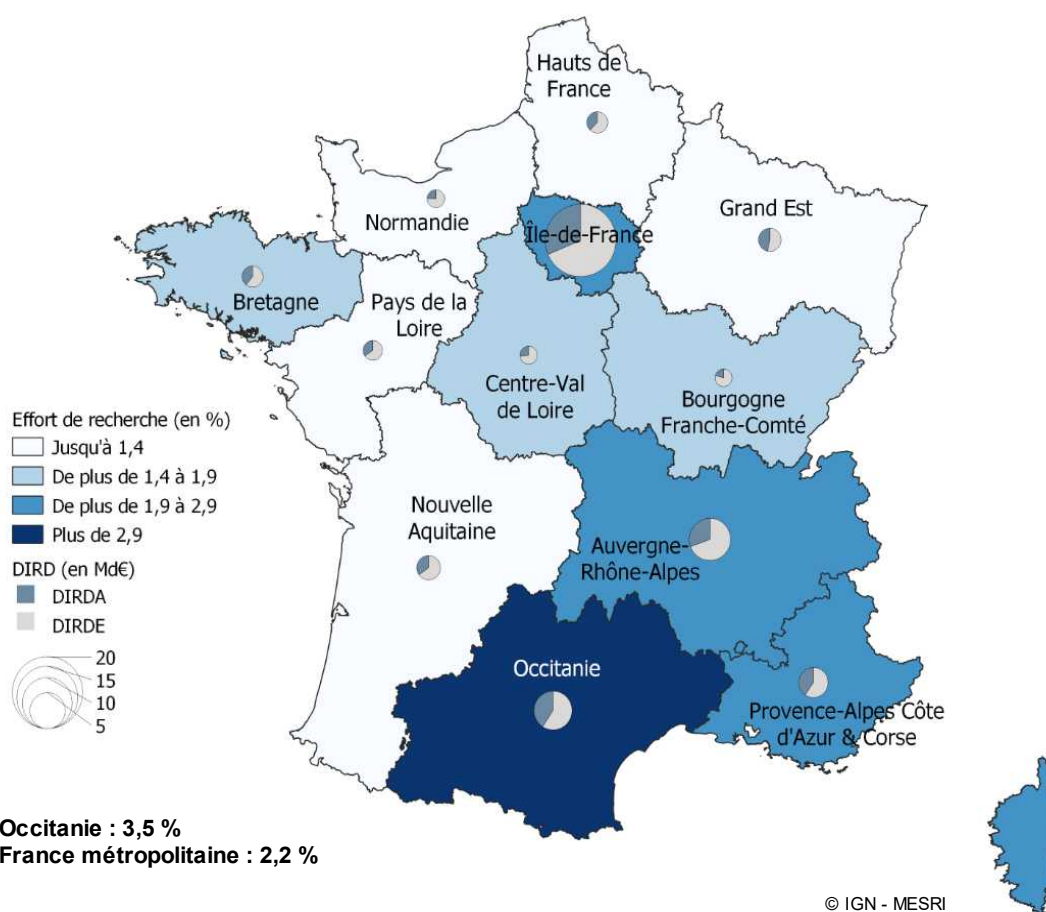 Hauts de
France
Normandie
Île-de-France
Grand Est
Bretagne
Pays de la
Loire
Centre-Val
de Loire
Bourgogne
Franche-Comté
Effort de recherche (en %)
Jusqu'à 1,4
De plus de 1,4 à 1,9
De plus de 1,9 à 2,9
Plus de 2,9
DIRD (en Md€)
DIRDA
DIRDE
20
15
10
5
Nouvelle
Aquitaine
Auvergne-
Rhône-Alpes
Occitanie
Provence-Alpes Côte
d'Azur & Corse
Occitanie : 3,5 %
France métropolitaine : 2,2 %
© IGN - MESRI